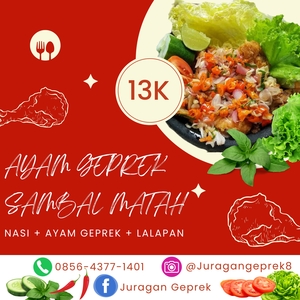 13K
AYAM GEPREK
SAMBAL MATAH
NASI + AYAM GEPREK + LALAPAN
0856-4377-1401
@Juragangeprek8
Juragan Geprek